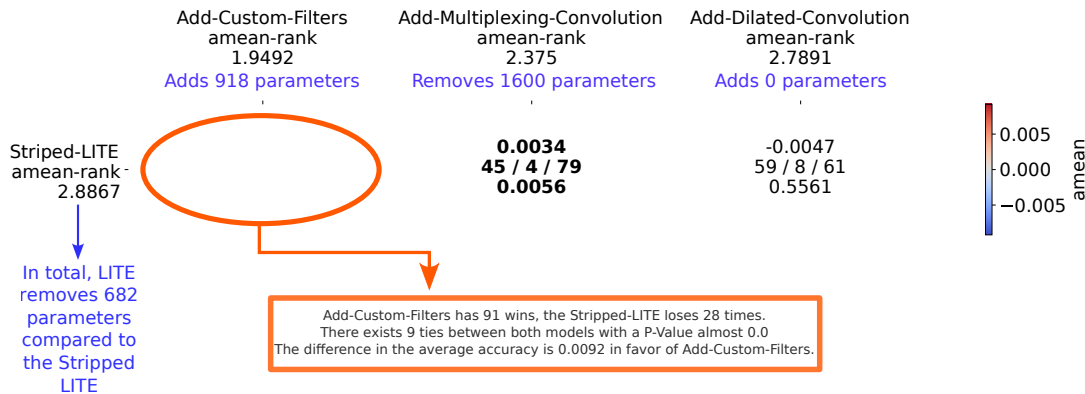 Add-Custom-Filters
amean-rank
1.9492
Adds 918 parameters
Add-Multiplexing-Convolution
amean-rank
2.375
Removes 1600 parameters
Add-Dilated-Convolution
amean-rank
2.7891
Adds 0 parameters
Striped-LITE
amean-rank
2.8867
0.0034
45 / 4 / 79
0.0056
-0.0047
59 / 8 / 61
0.5561
0.005
0.000
−0.005
amean
In total, LITE
removes 682
parameters
compared to
the Stripped
LITE
Add-Custom-Filters has 91 wins, the Stripped-LITE loses 28 times.
There exists 9 ties between both models with a P-Value almost 0.0
The difference in the average accuracy is 0.0092 in favor of Add-Custom-Filters.